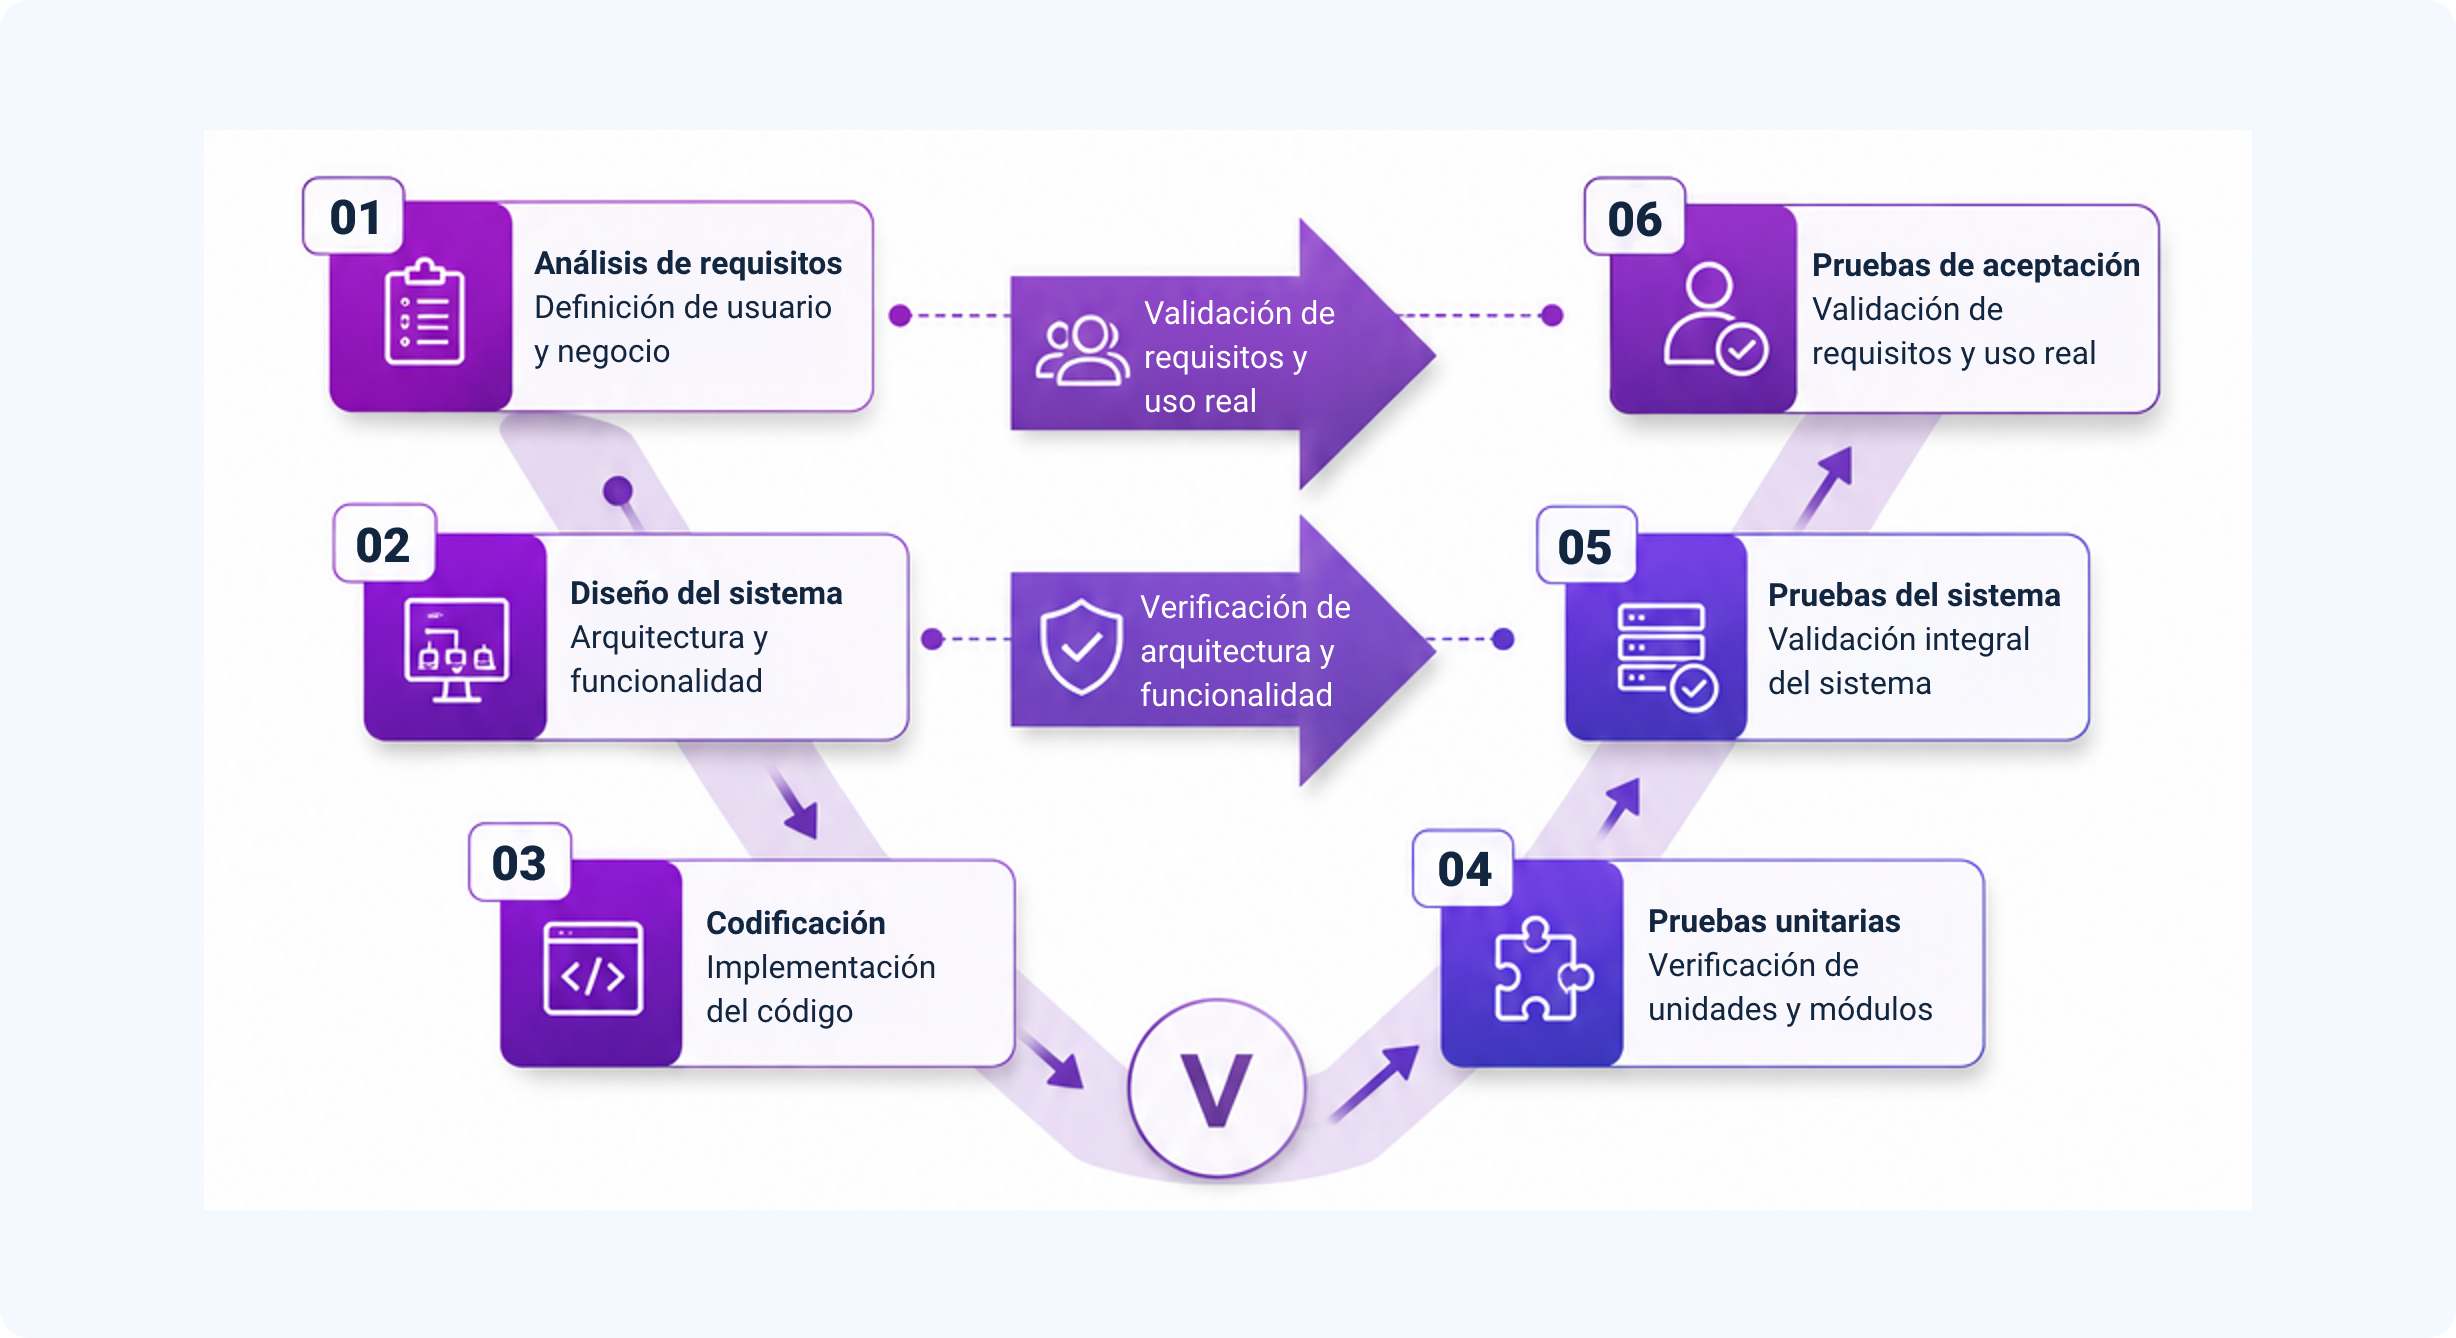 01
Análisis de requisitos
Definición de usuario
y negocio
Validación de
requisitos y
uso real
06
Pruebas de aceptación
Validación de
requisitos y uso real
02
Diseño del sistema
Arquitectura y
funcionalidad
Verificación de
arquitectura y
funcionalidad
05
Pruebas del sistema
Validación integral
del sistema
03
Codificación
Implementación
del código
</>
V
04
Pruebas unitarias
Verificación de
unidades y módulos